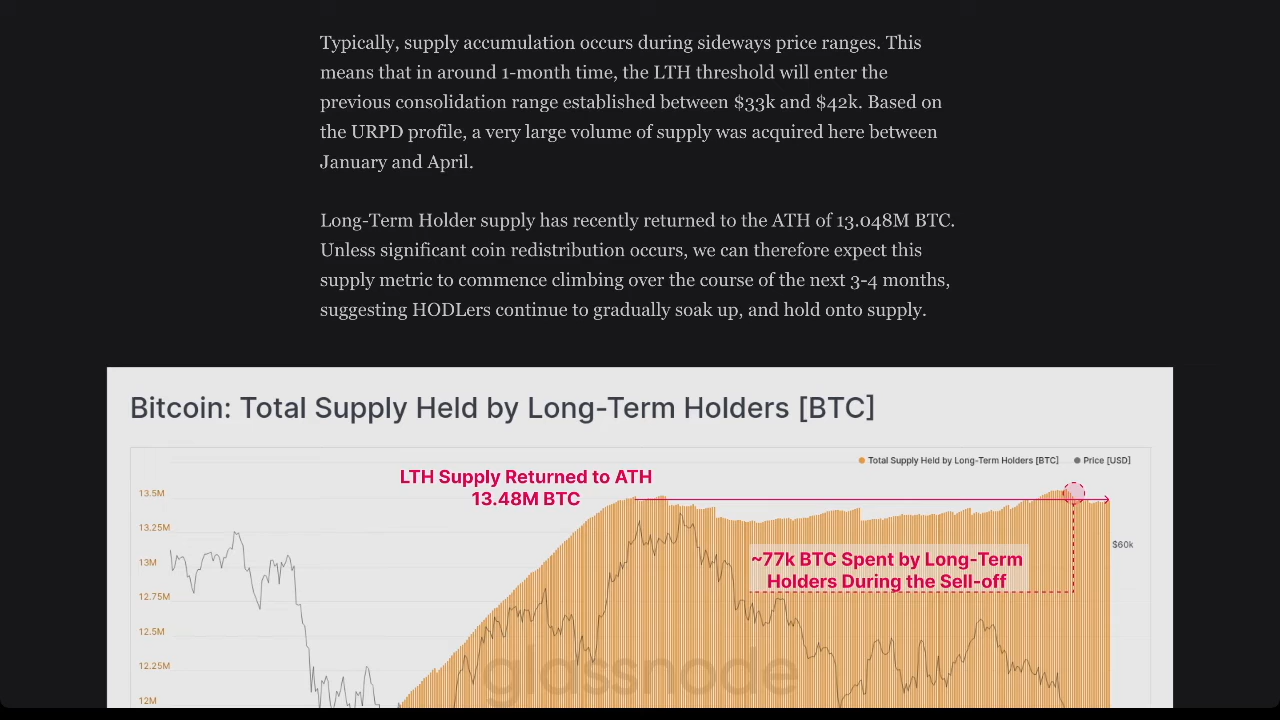 Typically, supply accumulation occurs during sideways price ranges. This
means that in around 1-month time, the LTH threshold will enter the
previous consolidation range established between $33k and $42k. Based on
the URPD profile, a very large volume of supply was acquired here between
January and April.
Long-Term Holder supply has recently returned to the ATH of 13.048M BTC.
Unless significant coin redistribution occurs, we can therefore expect this
supply metric to commence climbing over the course of the next 3-4 months,
suggesting HODLers continue to gradually soak up, and hold onto supply.
Bitcoin: Total Supply Held by Long-Term Holders [BTC]
Total Supply Held by Long-Term Holders [BTC] Price [USD]
LTH Supply Returned to ATH
13.48M BTC
13.5M
13.25M
$60k
13M
~77k BTC Spent by Long-Term
Holders During the Sell-off
12.75M
12.5M
12.25M
glassnode
12M